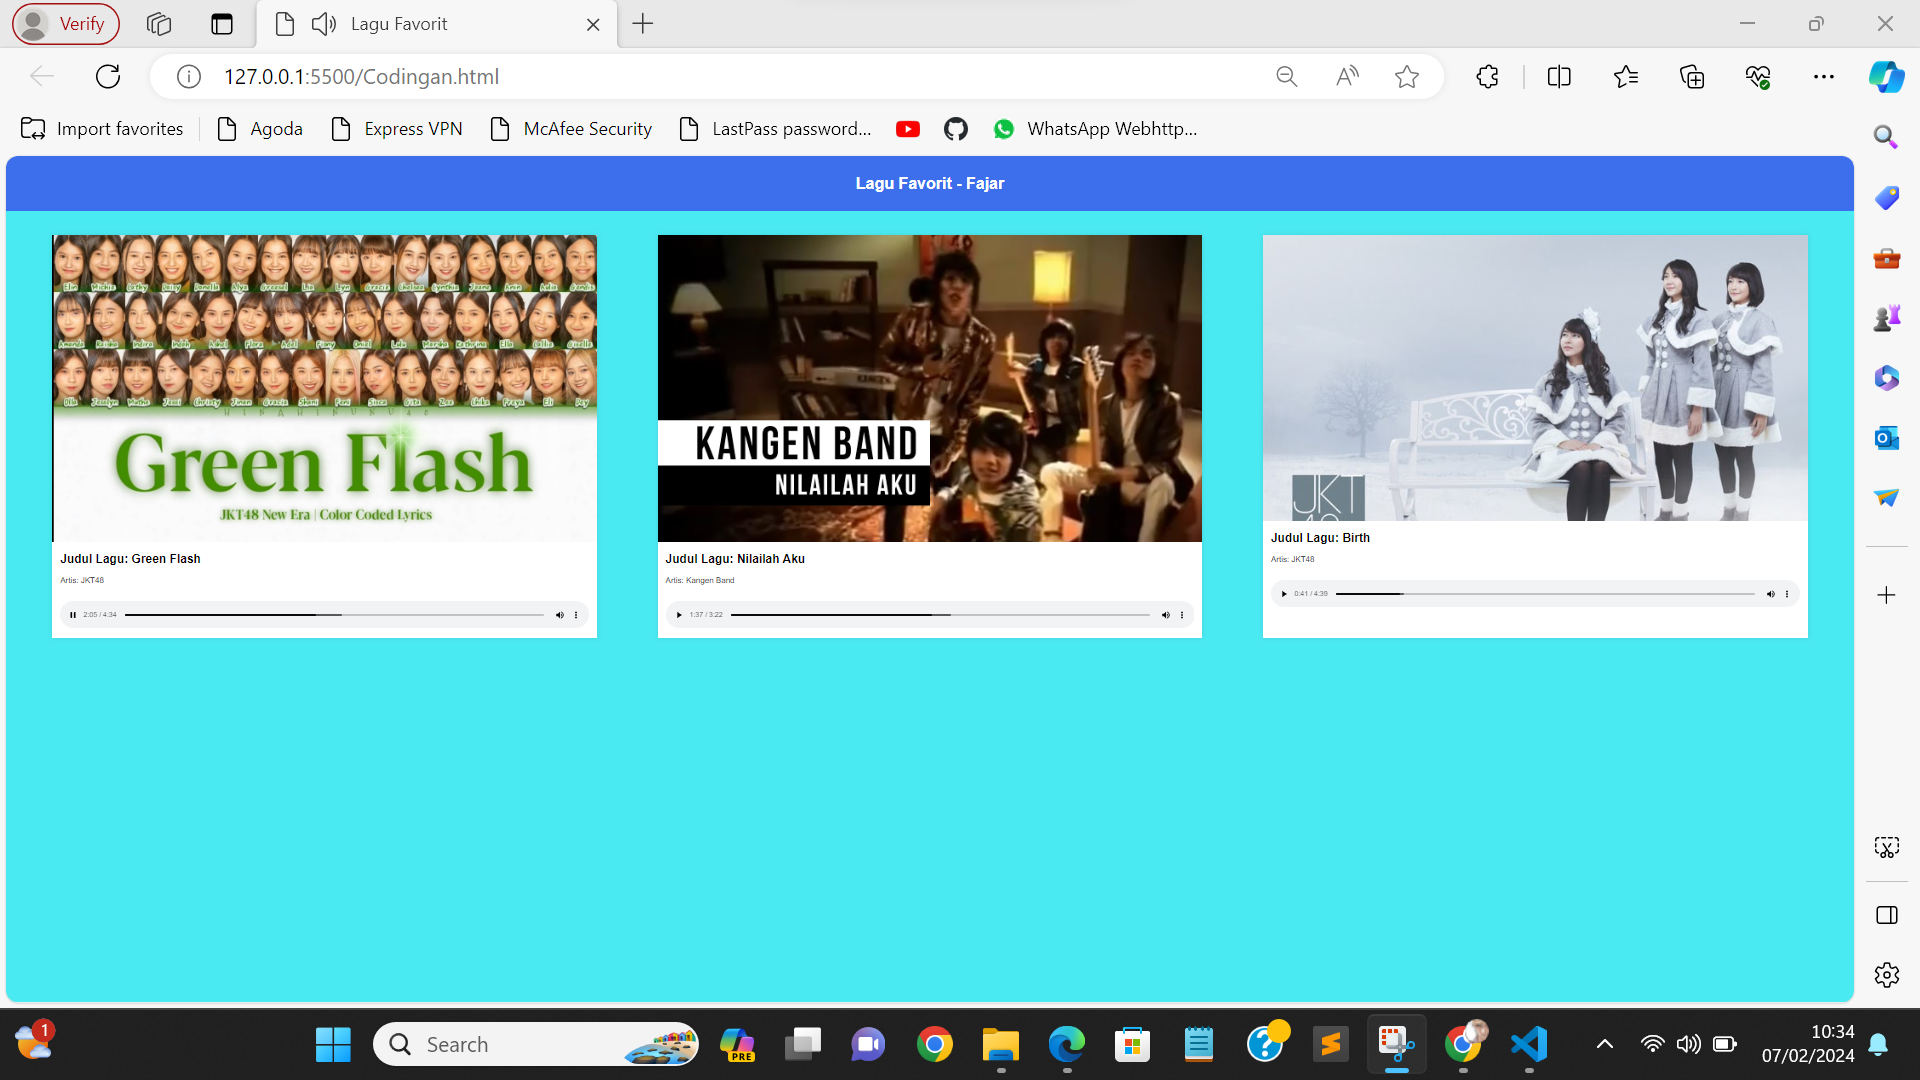 Verify
Lagu Favorit
127.0.0.1:5500/Codingan.html
Import favorites
Agoda
Express VPN
McAfee Security
LastPass password...
WhatsApp Webhttp...
Lagu Favorit - Fajar
Green Flash
JKT48 New Era | Color Coded Lyrics
Judul Lagu: Green Flash
Artis: JKT48
2:05 / 4:34
KANGEN BAND
NILAILAH AKU
Judul Lagu: Nilailah Aku
Artis: Kangen Band
1:37 / 3:22
JKT
Judul Lagu: Birth
Artis: JKT48
0:41 / 4:39
1
Search
PRE
10:34
07/02/2024